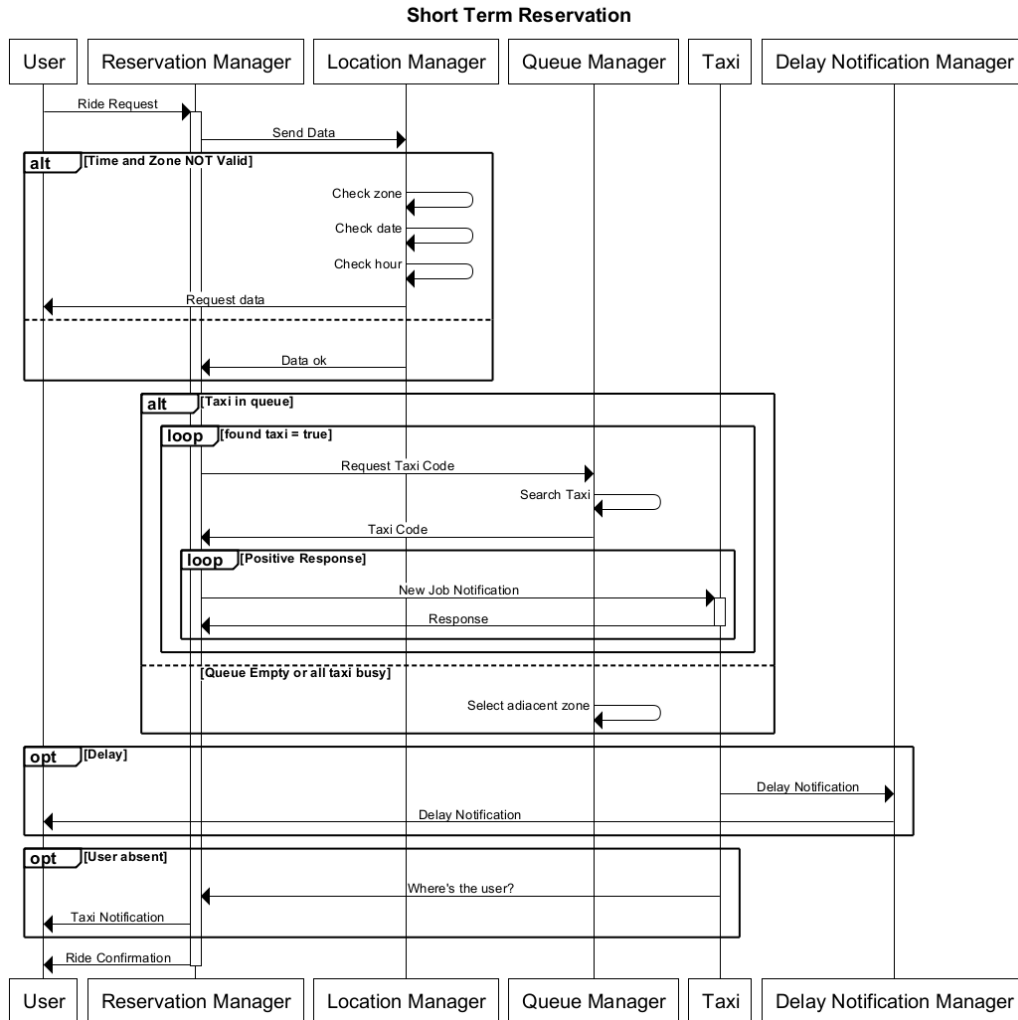 Short Term Reservation
User Reservation Manager Location Manager Queue Manager Taxi Delay Notification Manager
Ride Request
Send Data
alt [Time and Zone NOT Valid]
Check zone
Check date
Check hour
Request data
Data ok
alt [Taxi in queue]
loop [found taxi = true]
Request Taxi Code
Search Taxi
Taxi Code
loop [Positive Response]
New Job Notification
Response
[Queue Empty or all taxi busy]
Select adiacent zone
opt [Delay]
Delay Notification
Delay Notification
opt [User absent]
Where's the user?
Taxi Notification
Ride Confirmation
User Reservation Manager Location Manager Queue Manager Taxi Delay Notification Manager